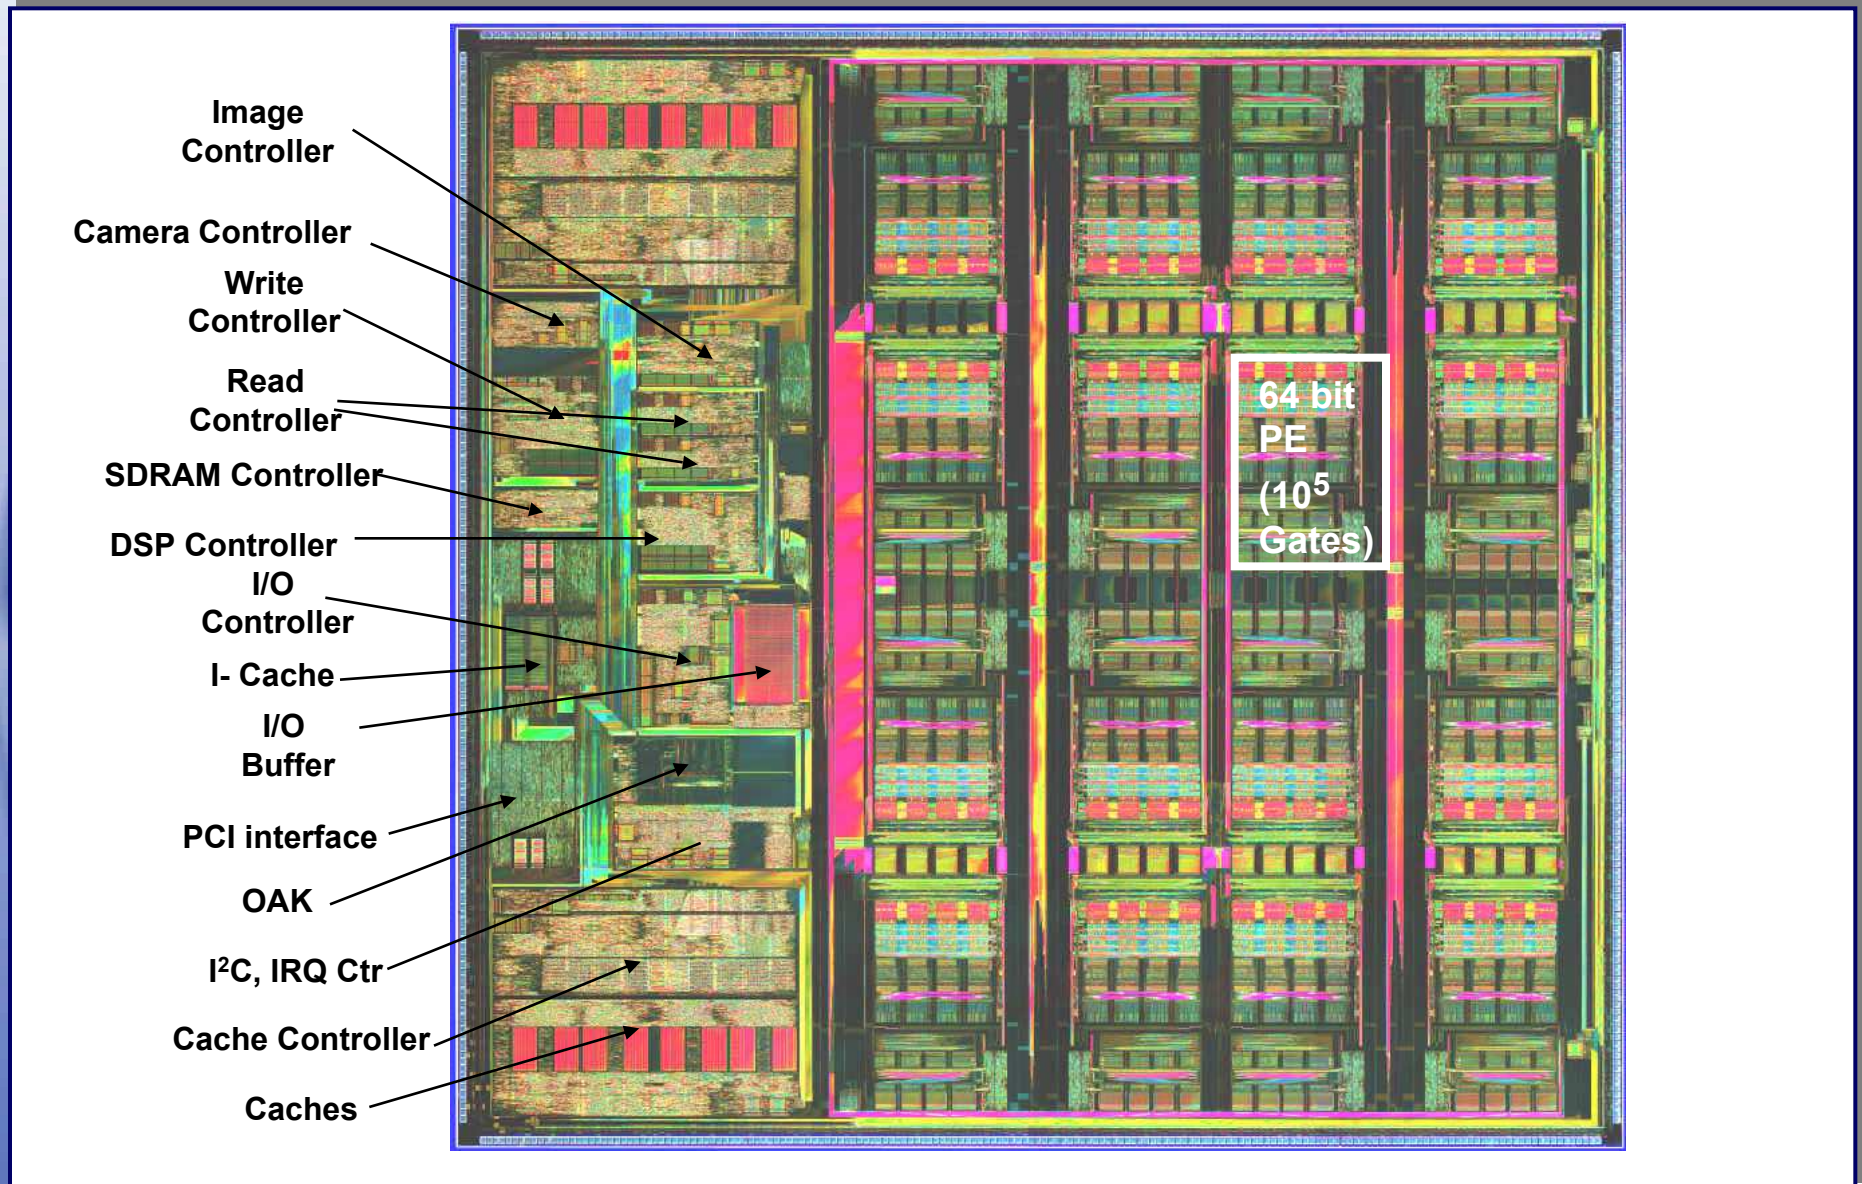 Image
Controller
Camera Controller
Write
Controller
Read
Controller
SDRAM Controller
DSP Controller
I/O
Controller
I- Cache
I/O
Buffer
PCI interface
OAK
I²C, IRQ Ctr
Cache Controller
Caches
64 bit
PE
(10⁵
Gates)